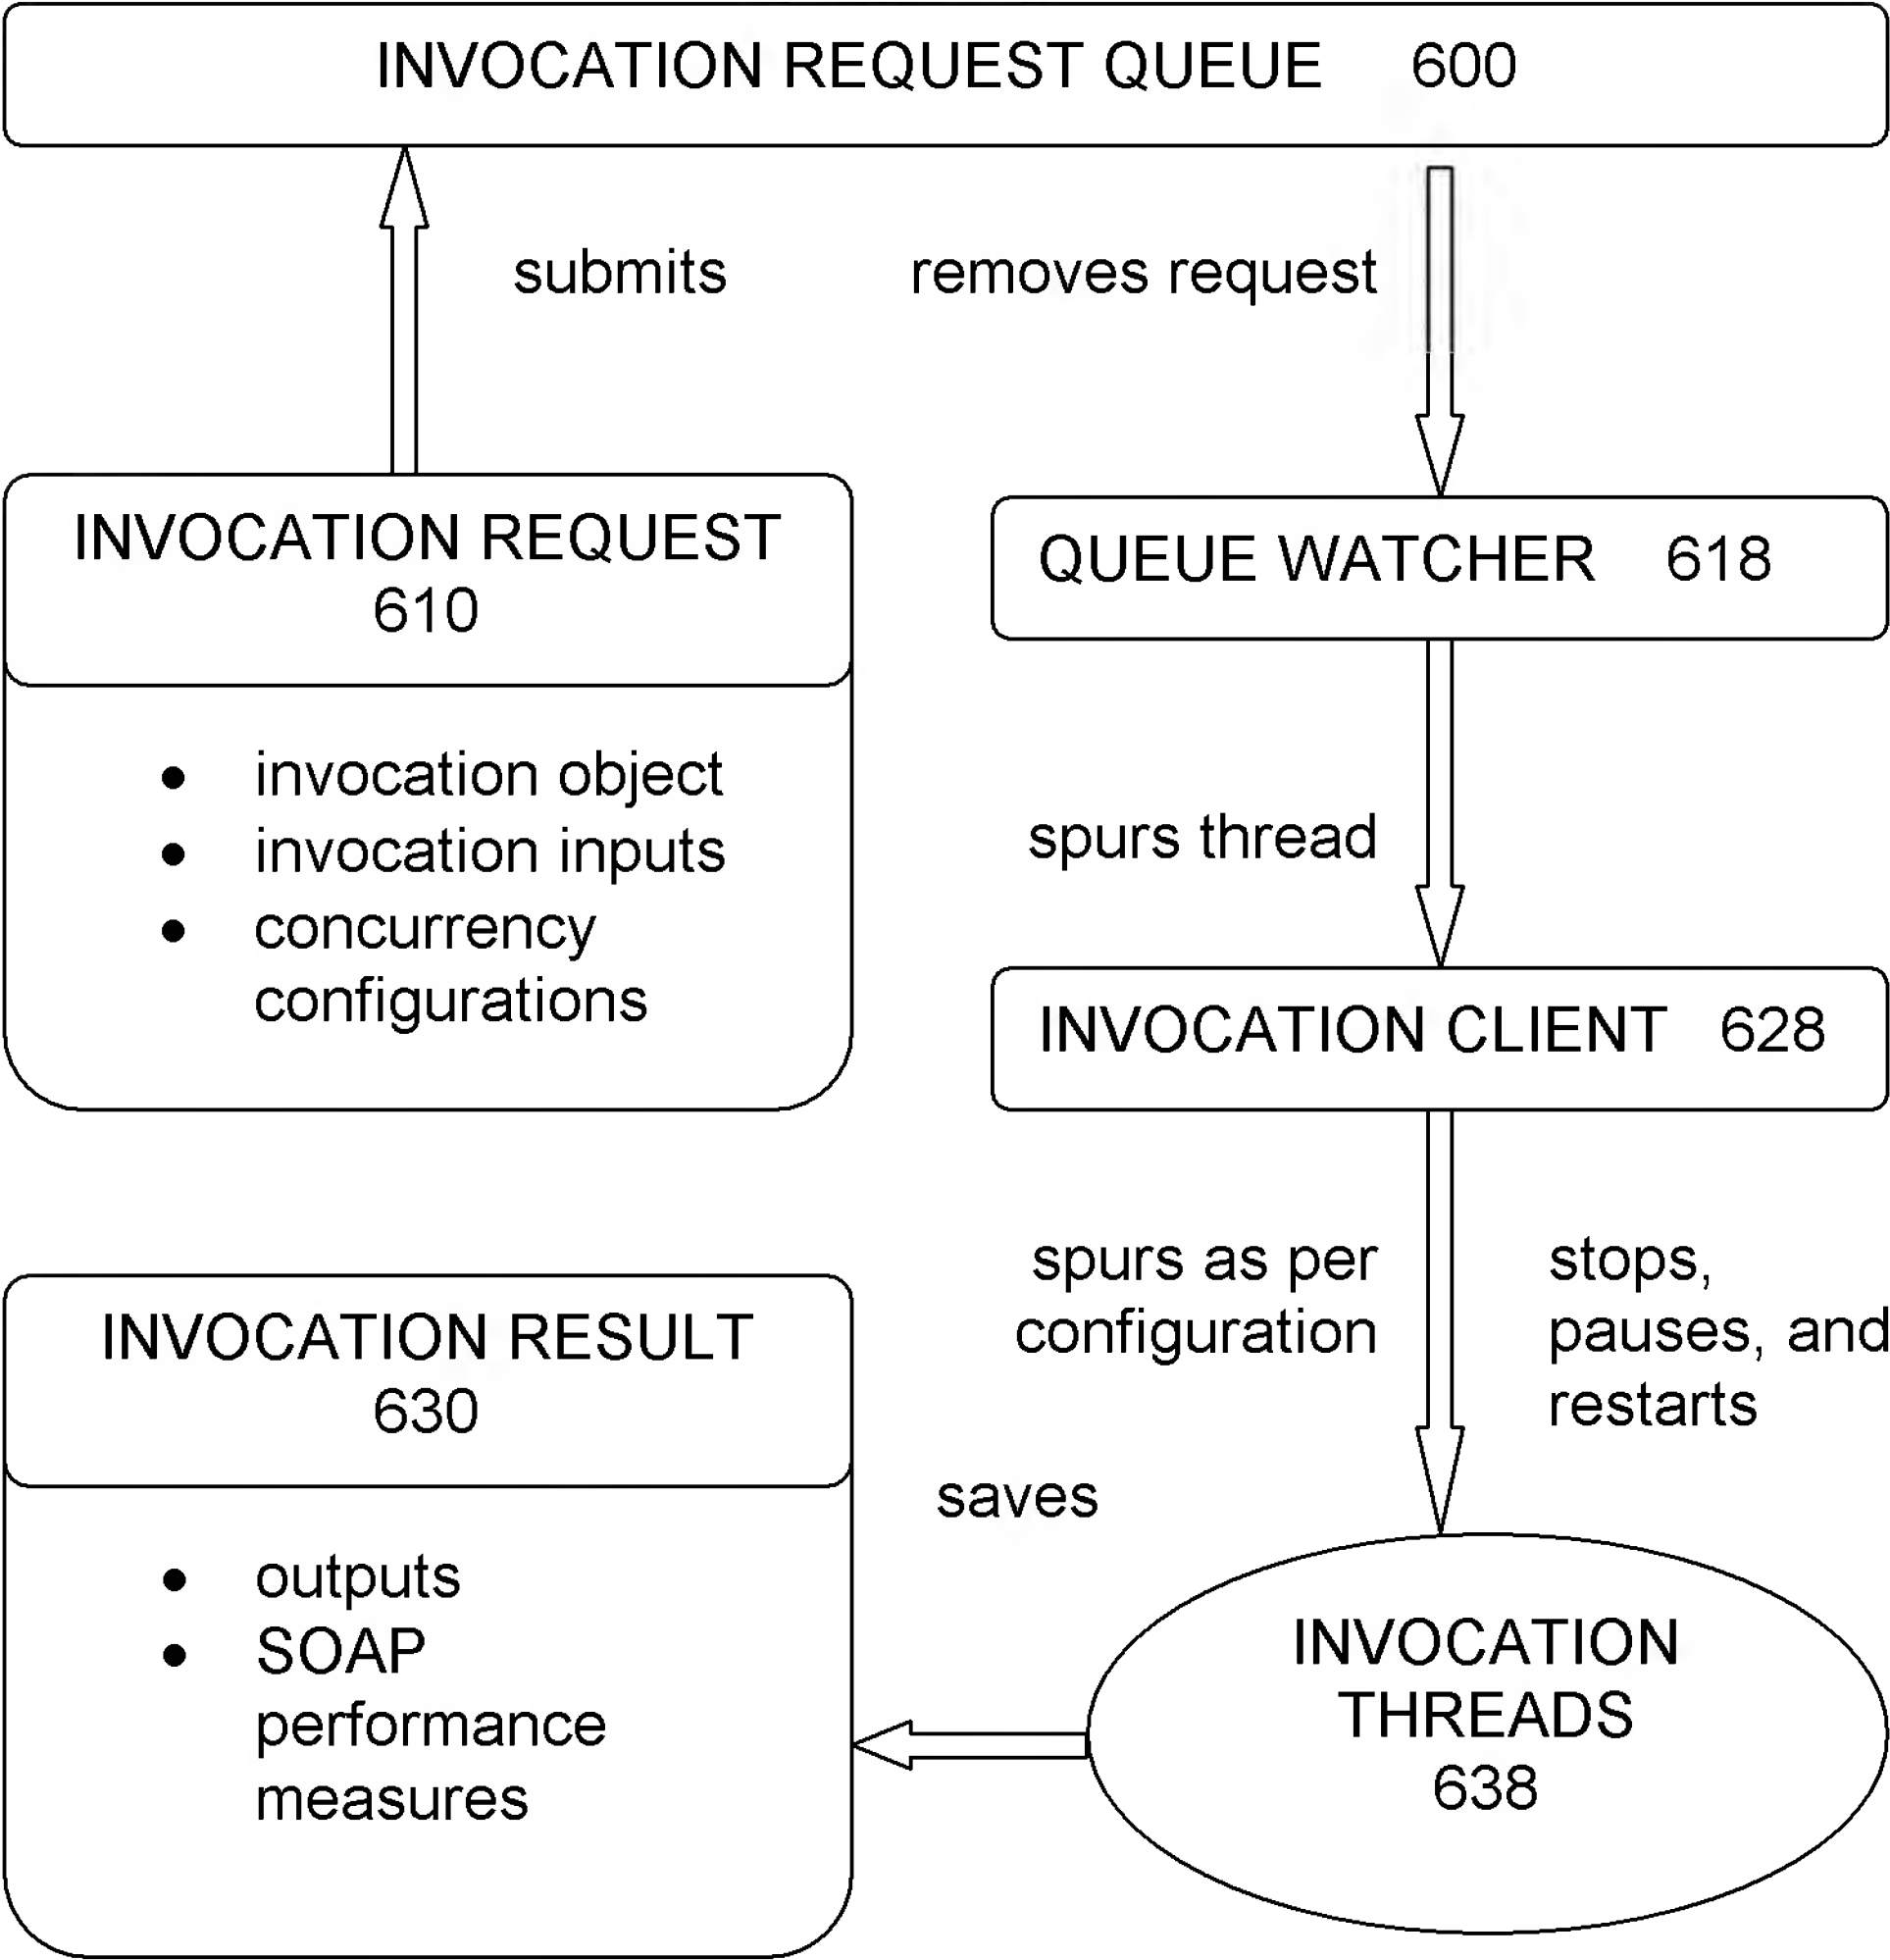 INVOCATION REQUEST QUEUE 600
submits
removes request
INVOCATION REQUEST
610
• invocation object
• invocation inputs
• concurrency
configurations
QUEUE WATCHER 618
spurs thread
INVOCATION CLIENT 628
spurs as per
configuration
stops,
pauses, and
restarts
INVOCATION RESULT
630
• outputs
• SOAP
performance
measures
saves
INVOCATION
THREADS
638